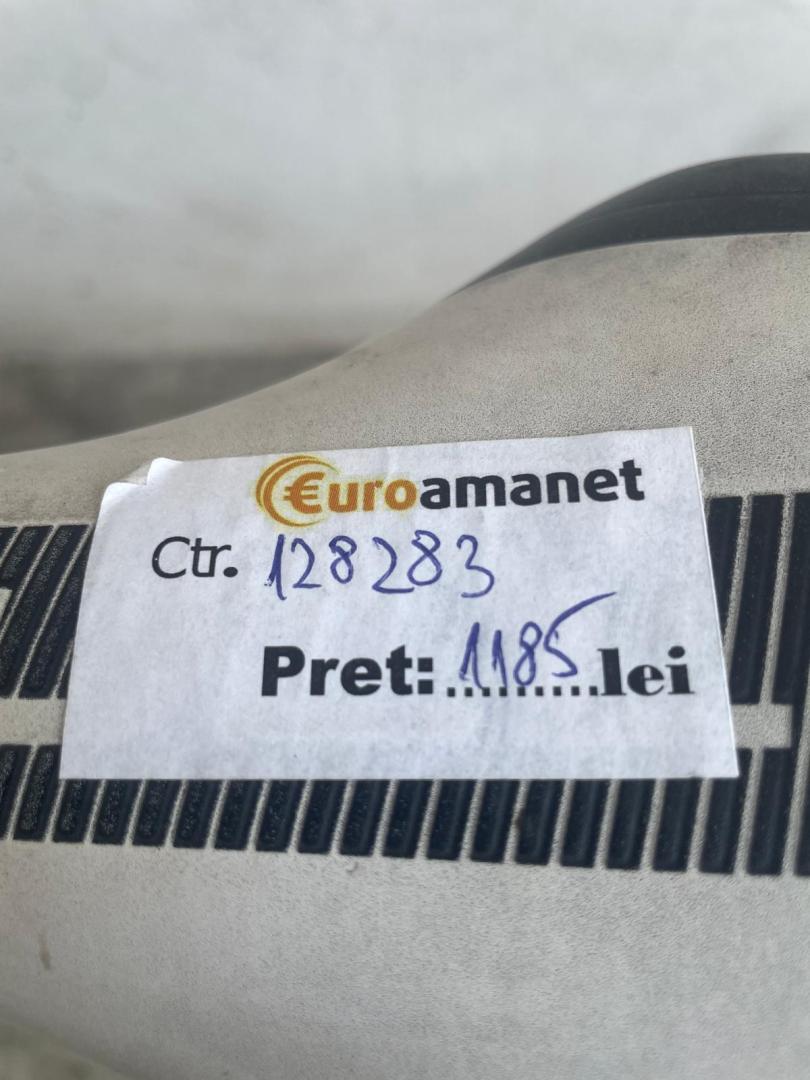 €uroamanet
Ctr. 128283
Pret: 1185 lei